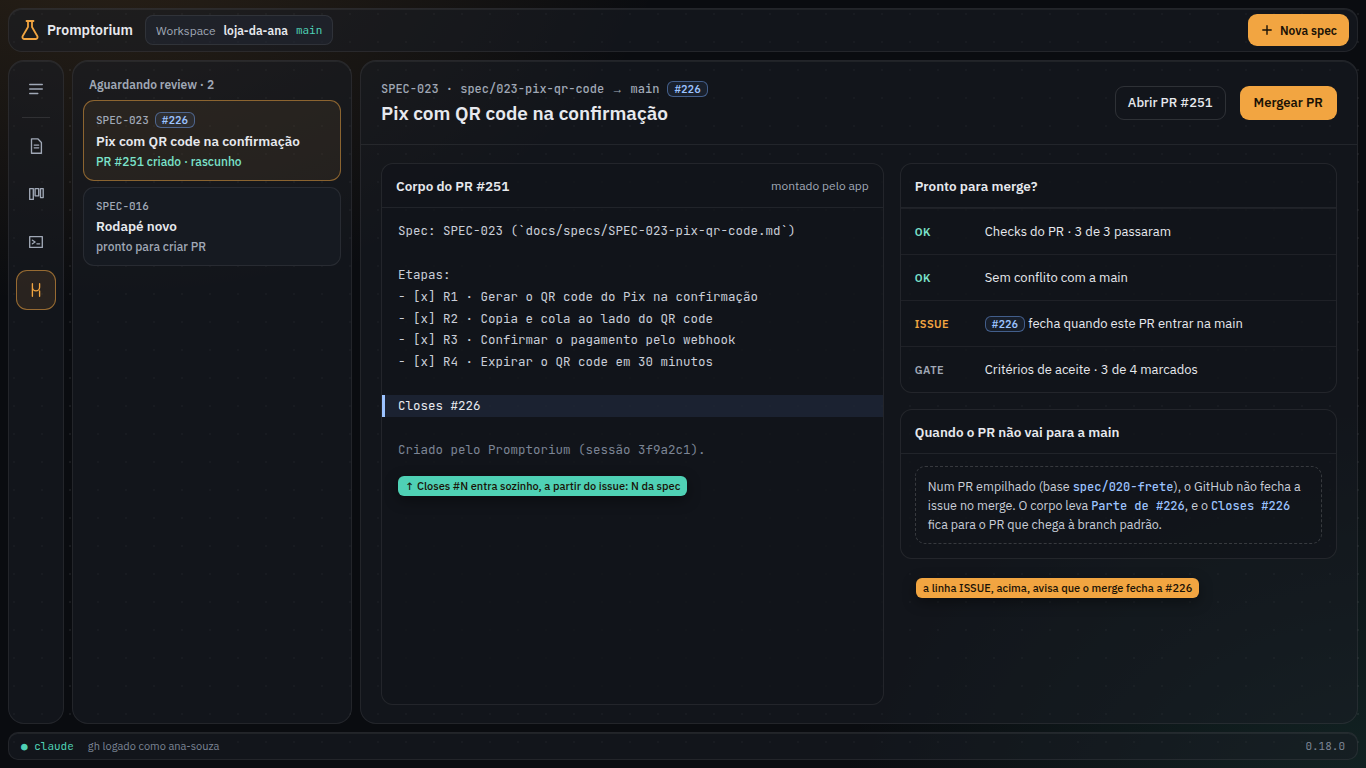 Promptorium
Workspace loja-da-ana main
+ Nova spec
Aguardando review · 2
SPEC-023 #226
Pix com QR code na confirmação
PR #251 criado · rascunho
SPEC-016
Rodapé novo
pronto para criar PR
SPEC-023 · spec/023-pix-qr-code → main #226
Pix com QR code na confirmação
Abrir PR #251
Mergear PR
Corpo do PR #251
montado pelo app
Spec: SPEC-023 (`docs/specs/SPEC-023-pix-qr-code.md`)
Etapas:
- [x] R1 · Gerar o QR code do Pix na confirmação
- [x] R2 · Copia e cola ao lado do QR code
- [x] R3 · Confirmar o pagamento pelo webhook
- [x] R4 · Expirar o QR code em 30 minutos
Closes #226
Criado pelo Promptorium (sessão 3f9a2c1).
↑ Closes #N entra sozinho, a partir do issue: N da spec
Pronto para merge?
OK Checks do PR · 3 de 3 passaram
OK Sem conflito com a main
ISSUE #226 fecha quando este PR entrar na main
GATE Critérios de aceite · 3 de 4 marcados
Quando o PR não vai para a main
Num PR empilhado (base spec/020-frete), o GitHub não fecha a
issue no merge. O corpo leva Parte de #226, e o Closes #226
fica para o PR que chega à branch padrão.
a linha ISSUE, acima, avisa que o merge fecha a #226
claude gh logado como ana-souza
0.18.0